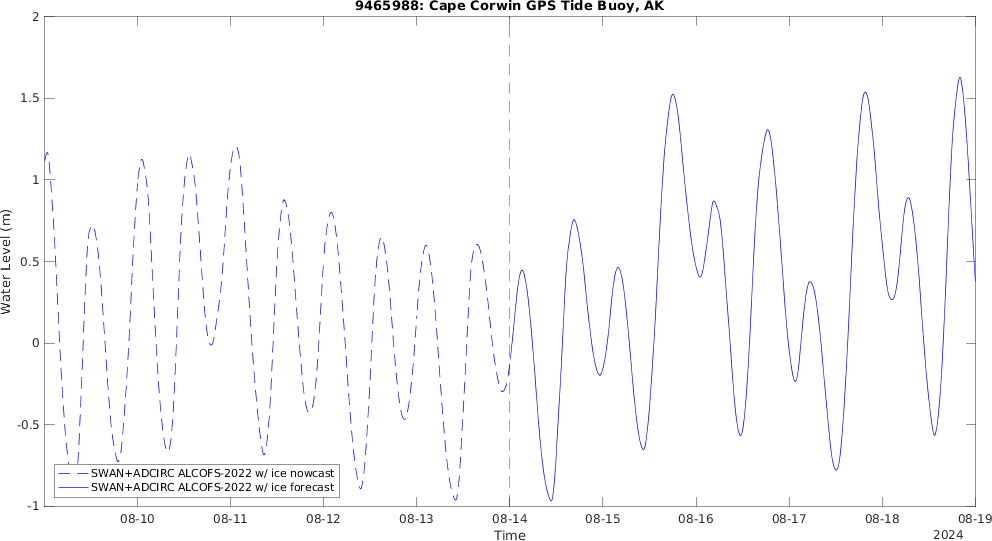 9465988: Cape Corwin GPS Tide Buoy, AK
2
1.5
1
0.5
0
-0.5
-1
Water Level (m)
SWAN+ADCIRC ALCOFS-2022 w/ ice nowcast
SWAN+ADCIRC ALCOFS-2022 w/ ice forecast
08-10 08-11 08-12 08-13 08-14 08-15 08-16 08-17 08-18 08-19
Time
2024